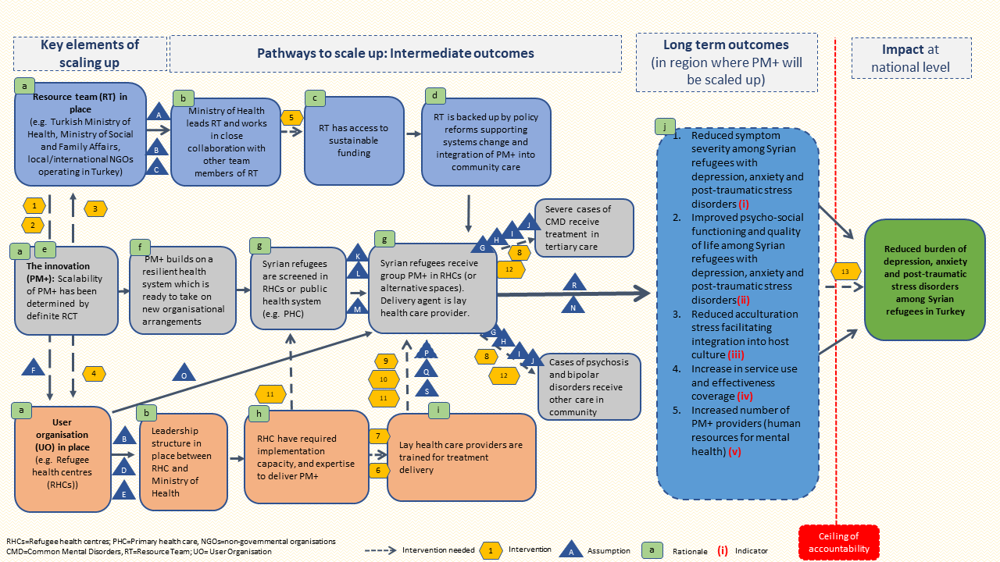 Key elements of
scaling up
Pathways to scale up: Intermediate outcomes
Long term outcomes
(in region where PM+ will
be scaled up)
Impact at
national level
a
Resource team (RT) in
place
(e.g. Turkish Ministry of
Health, Ministry of Social
and Family Affairs,
local/international NGOs
operating in Turkey)
A
B
C
b
Ministry of Health
leads RT and works
in close
collaboration with
other team
members of RT
5
c
RT has access to
sustainable
funding
d
RT is backed up by policy
reforms supporting
systems change and
integration of PM+ into
community care
1
2
3
a
e
The innovation
(PM+): Scalability
of PM+ has been
determined by
definite RCT
f
PM+ builds on a
resilient health
system which is
ready to take on
new organisational
arrangements
g
Syrian refugees
are screened in
RHCs or public
health system
(e.g. PHC)
K
L
M
g
Syrian refugees receive
group PM+ in RHCs (or
alternative spaces).
Delivery agent is lay
health care provider.
G
H
I
J
8
12
Severe cases of
CMD receive
treatment in
tertiary care
R
N
G
H
I
J
8
12
Cases of psychosis
and bipolar
disorders receive
other care in
community
F
4
O
11
9
10
11
P
Q
S
a
User
organisation
(UO) in place
(e.g. Refugee
health centres
(RHCs))
B
D
E
b
Leadership
structure in
place between
RHC and
Ministry of
Health
h
RHC have required
implementation
capacity, and expertise
to deliver PM+
7
6
i
Lay health care providers are
trained for treatment
delivery
j
1. Reduced symptom
severity among Syrian
refugees with
depression, anxiety and
post-traumatic stress
disorders (i)
2. Improved psycho-social
functioning and quality
of life among Syrian
refugees with
depression, anxiety and
post-traumatic stress
disorders(ii)
3. Reduced acculturation
stress facilitating
integration into host
culture (iii)
4. Increase in service use
and effectiveness
coverage (iv)
5. Increased number of
PM+ providers (human
resources for mental
health) (v)
13
Reduced burden of
depression, anxiety
and post-traumatic
stress disorders
among Syrian
refugees in Turkey
Ceiling of
accountability
RHCs=Refugee health centres; PHC=Primary health care, NGOs=non-governmental organisations
CMD=Common Mental Disorders, RT=Resource Team; UO= User Organisation
Intervention needed
1
Intervention
A
Assumption
a
Rationale
(i)
Indicator